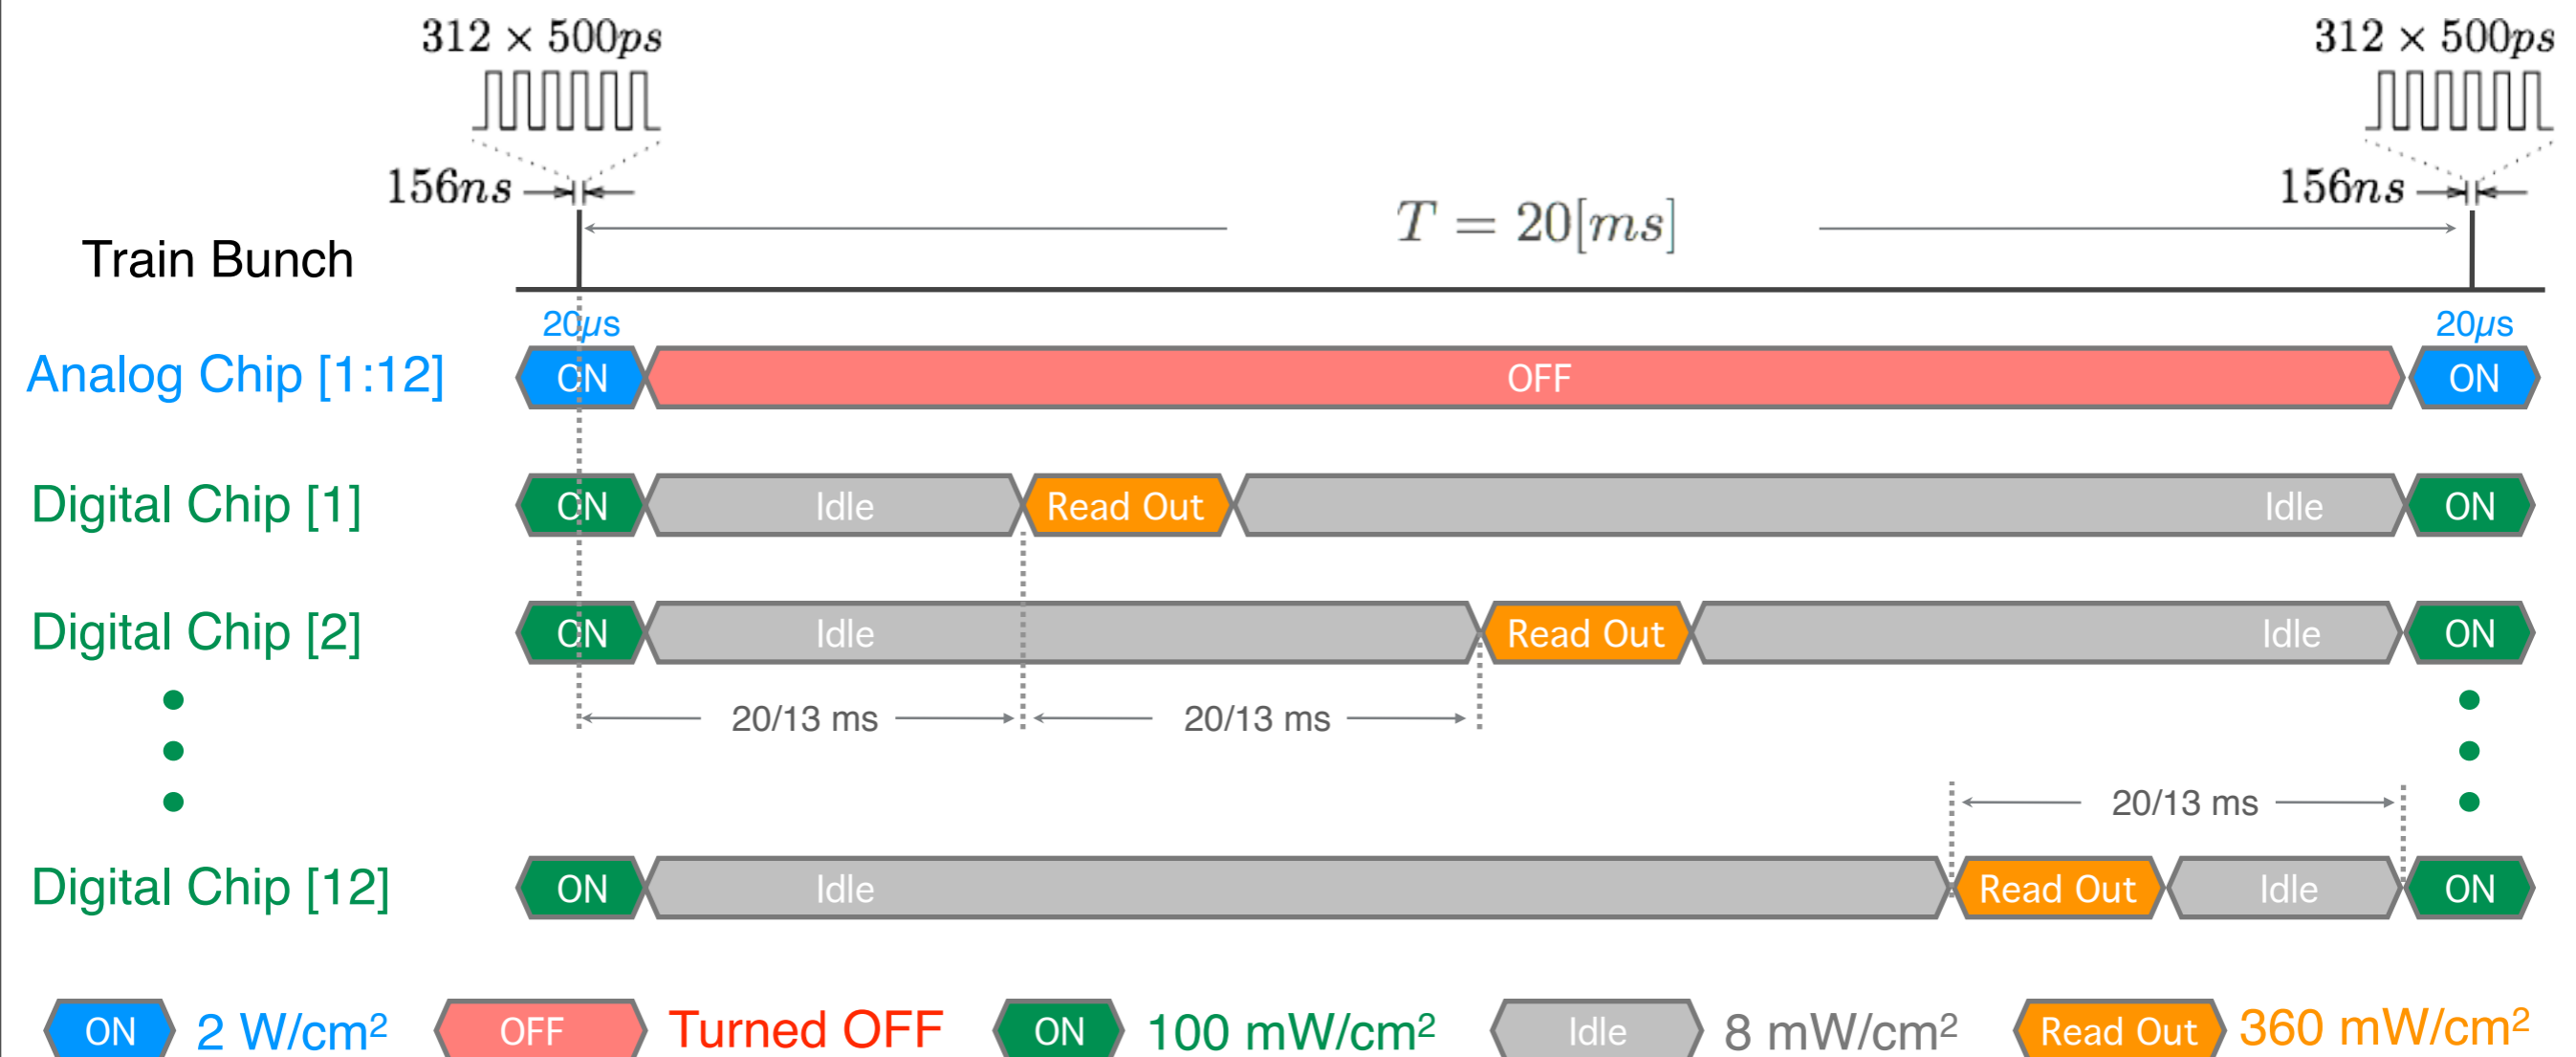 312 × 500ps
312 × 500ps
156ns
156ns
T = 20[ms]
Train Bunch
20µs
20µs
Analog Chip [1:12]
ON
OFF
ON
Digital Chip [1]
ON
Idle
Read Out
Idle
ON
Digital Chip [2]
ON
Idle
Read Out
Idle
ON
20/13 ms
20/13 ms
20/13 ms
Digital Chip [12]
ON
Idle
Read Out
Idle
ON
ON 2 W/cm²
OFF Turned OFF
ON 100 mW/cm²
Idle 8 mW/cm²
Read Out 360 mW/cm²